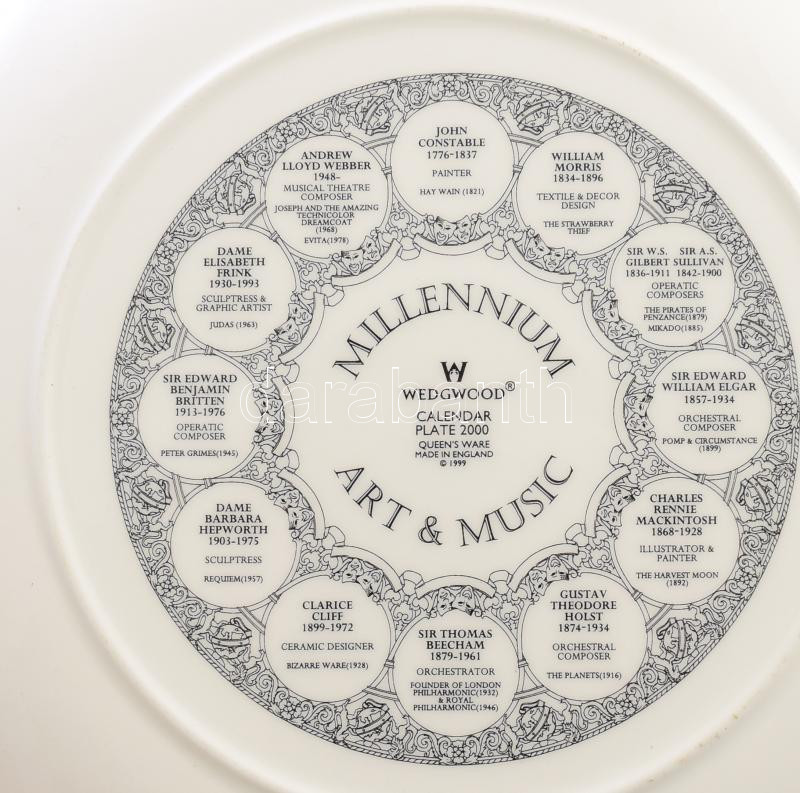 MILLENNIUM
W
WEDGWOOD®
CALENDAR
PLATE 2000
QUEEN'S WARE
MADE IN ENGLAND
© 1999
ART & MUSIC
JOHN
CONSTABLE
1776-1837
PAINTER
HAY WAIN (1821)
WILLIAM
MORRIS
1834-1896
TEXTILE & DECOR
DESIGN
THE STRAWBERRY
THIEF
SIR W.S. SIR A.S.
GILBERT SULLIVAN
1836-1911 1842-1900
OPERATIC
COMPOSERS
THE PIRATES OF
PENZANCE(1879)
MIKADO(1885)
SIR EDWARD
WILLIAM ELGAR
1857-1934
ORCHESTRAL
COMPOSER
POMP & CIRCUMSTANCE
(1899)
CHARLES
RENNIE
MACKINTOSH
1868-1928
ILLUSTRATOR &
PAINTER
THE HARVEST MOON
(1892)
GUSTAV
THEODORE
HOLST
1874-1934
ORCHESTRAL
COMPOSER
THE PLANETS(1916)
SIR THOMAS
BEECHAM
1879-1961
ORCHESTRATOR
FOUNDER OF LONDON
PHILHARMONIC(1932)
& ROYAL
PHILHARMONIC(1946)
CLARICE
CLIFF
1899-1972
CERAMIC DESIGNER
BIZARRE WARE(1928)
DAME
BARBARA
HEPWORTH
1903-1975
SCULPTRESS
REQUIEM(1957)
SIR EDWARD
BENJAMIN
BRITTEN
1913-1976
OPERATIC
COMPOSER
PETER GRIMES(1945)
DAME
ELISABETH
FRINK
1930-1993
SCULPTRESS &
GRAPHIC ARTIST
JUDAS (1963)
ANDREW
LLOYD WEBBER
1948-
MUSICAL THEATRE
COMPOSER
JOSEPH AND THE AMAZING
TECHNICOLOR
DREAMCOAT
(1968)
EVITA(1978)
darabanth